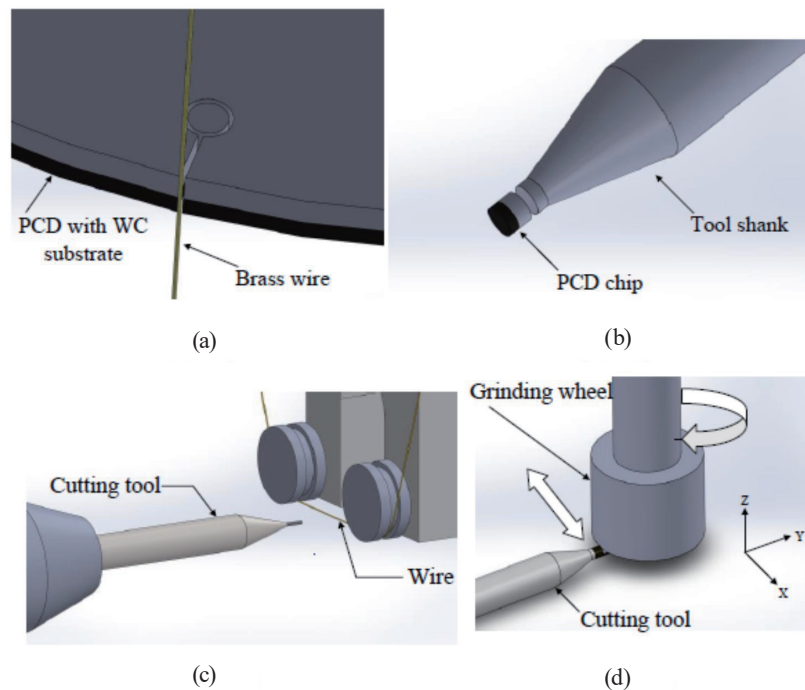 PCD with WC
substrate
Brass wire
(a)
Tool shank
PCD chip
(b)
Cutting tool
Wire
(c)
Grinding wheel
Z
Y
X
Cutting tool
(d)